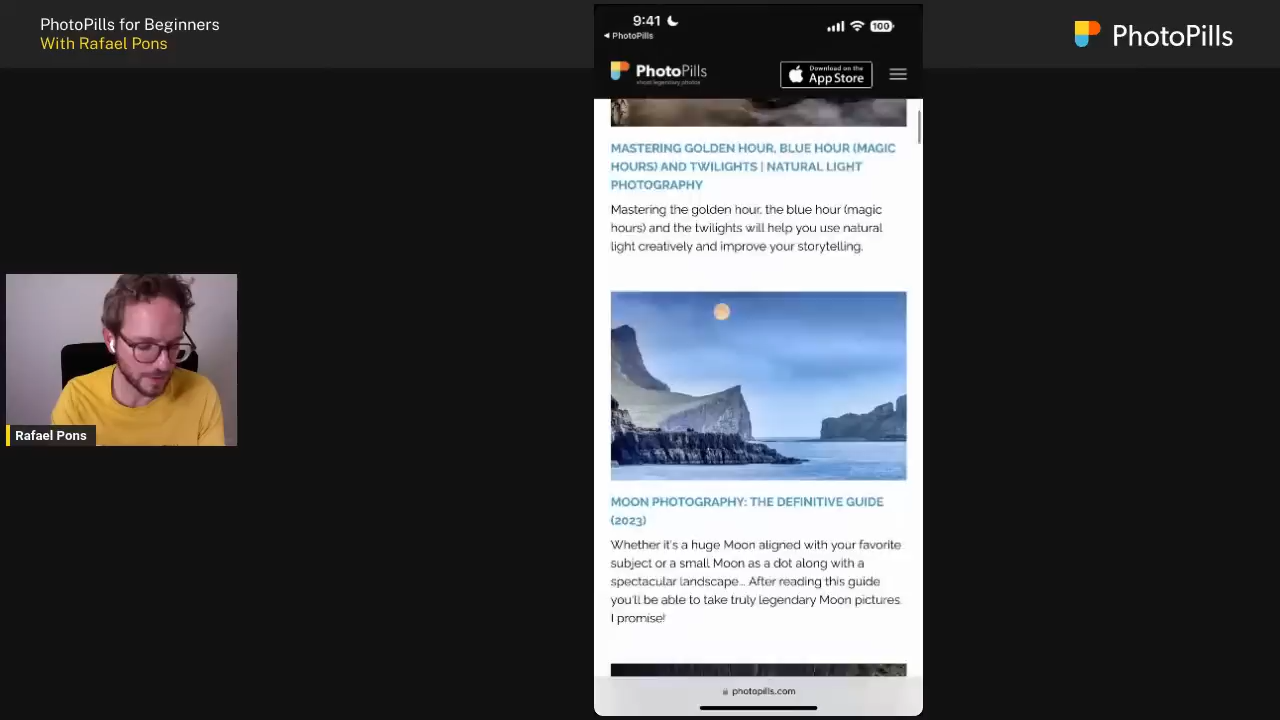 PhotoPills for Beginners
With Rafael Pons
PhotoPills
Rafael Pons
9:41
100
PhotoPills
PhotoPills
Download on the
App Store
MASTERING GOLDEN HOUR, BLUE HOUR (MAGIC
HOURS) AND TWILIGHTS | NATURAL LIGHT
PHOTOGRAPHY
Mastering the golden hour, the blue hour (magic
hours) and the twilights will help you use natural
light creatively and improve your storytelling.
MOON PHOTOGRAPHY: THE DEFINITIVE GUIDE
(2023)
Whether it's a huge Moon aligned with your favorite
subject or a small Moon as a dot along with a
spectacular landscape... After reading this guide
you'll be able to take truly legendary Moon pictures.
I promise!
photopills.com